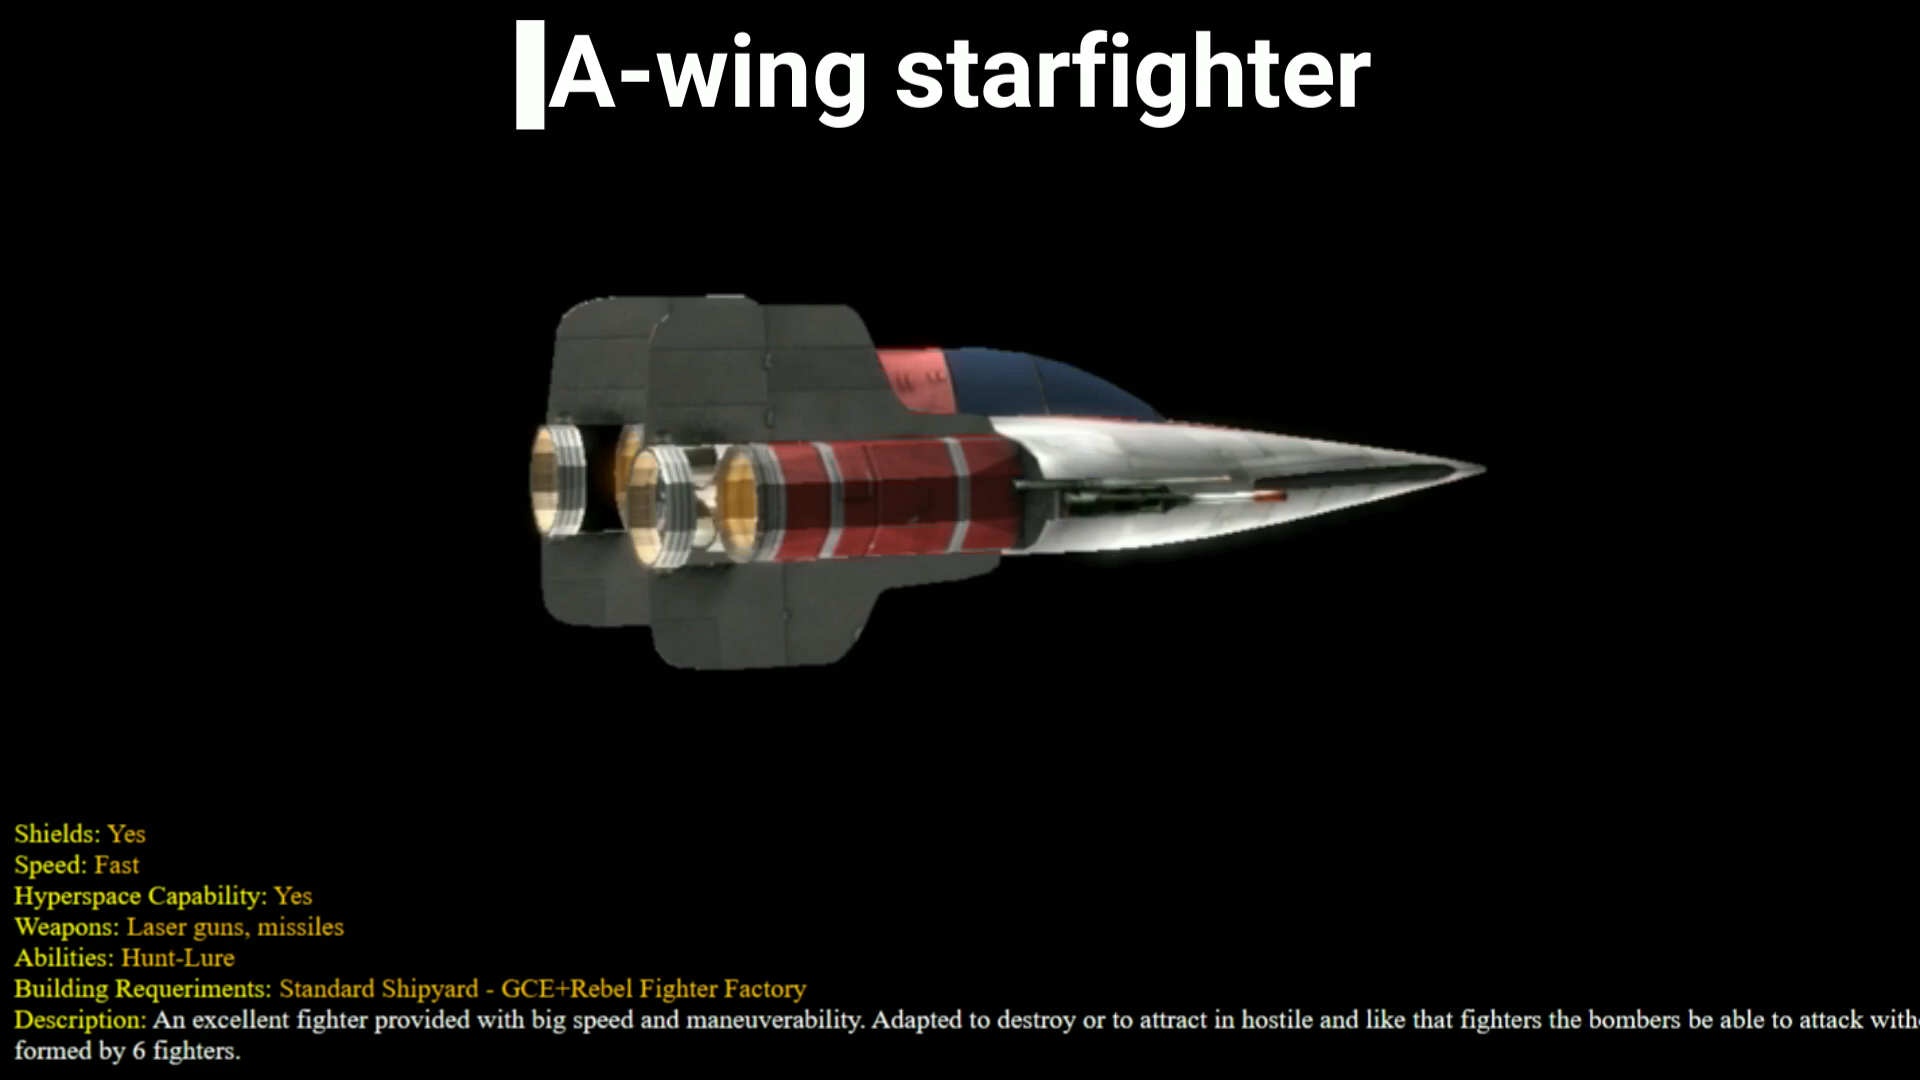 A-wing starfighter
Shields: Yes
Speed: Fast
Hyperspace Capability: Yes
Weapons: Laser guns, missiles
Abilities: Hunt-Lure
Building Requeriments: Standard Shipyard - GCE+Rebel Fighter Factory
Description: An excellent fighter provided with big speed and maneuverability. Adapted to destroy or to attract in hostile and like that fighters the bombers be able to attack
formed by 6 fighters.